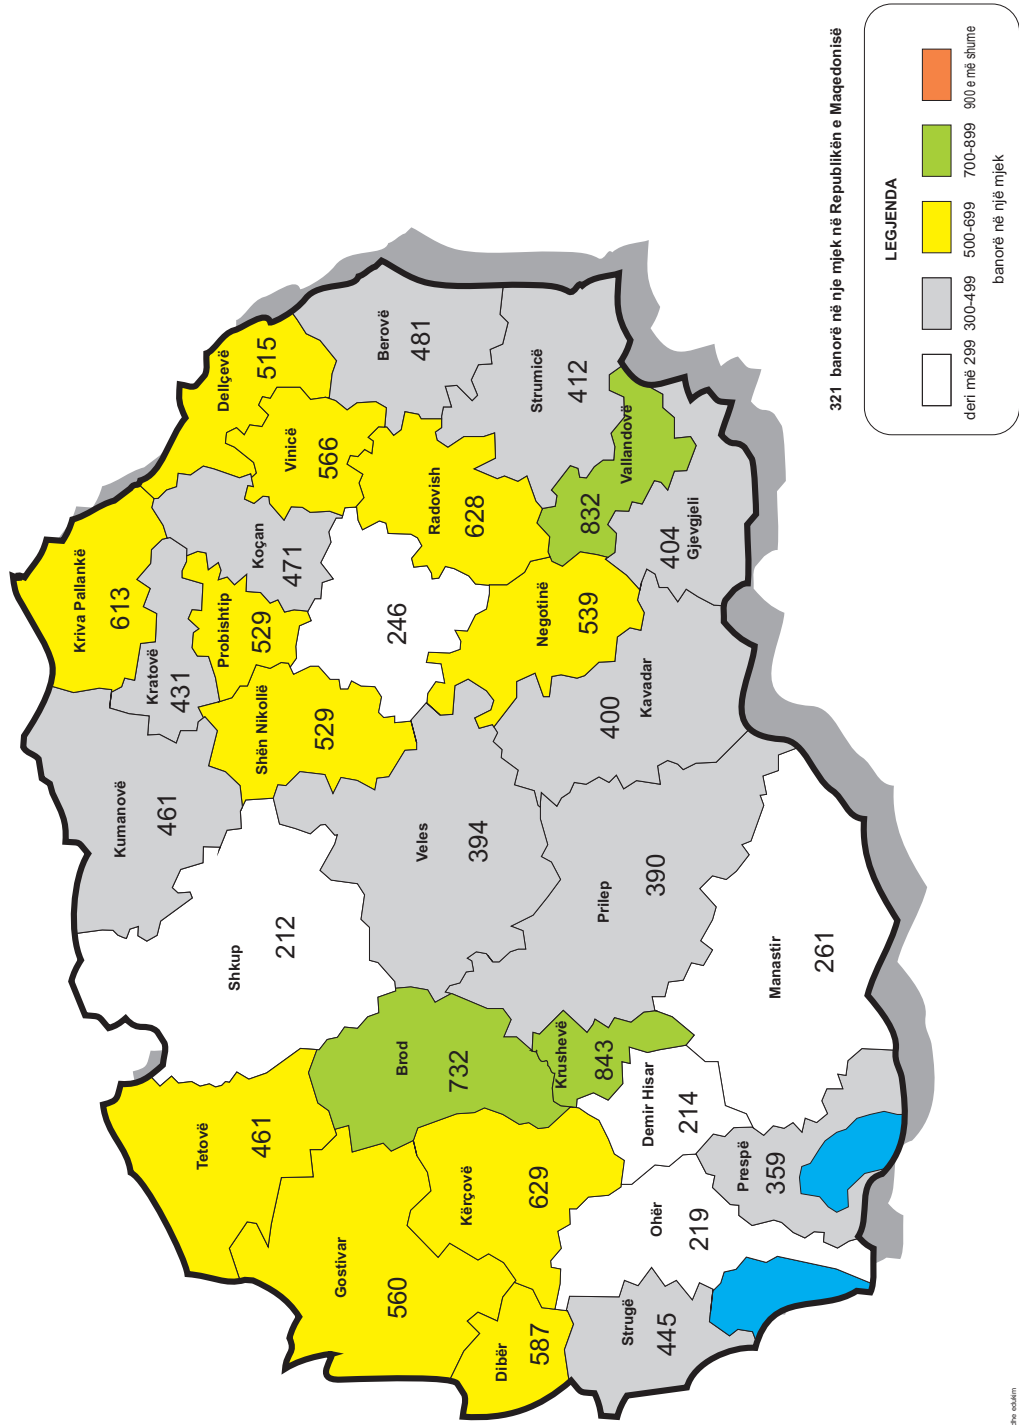 321 banorë në nje mjek në Republikën e Maqedonisë
LEGJENDA
deri më 299
300-499
500-699
700-899
900 e më shume
banorë në një mjek
Tetovë
461
Gostivar
560
Dibër
587
Kërçovë
629
Brod
732
Strugë
445
Ohër
219
Demir Hisar
214
Krushevë
843
Prespë
359
Manastir
261
Shkup
212
Kumanovë
461
Veles
394
Prilep
390
Kriva Pallankë
613
Kratovë
431
Probishtip
529
Shën Nikollë
529
246
Koçan
471
Dellçevë
515
Vinicë
566
Berovë
481
Radovish
628
Strumicë
412
Vallandovë
832
Negotinë
539
Kavadar
400
404
Gjevgjeli
dhe edukim